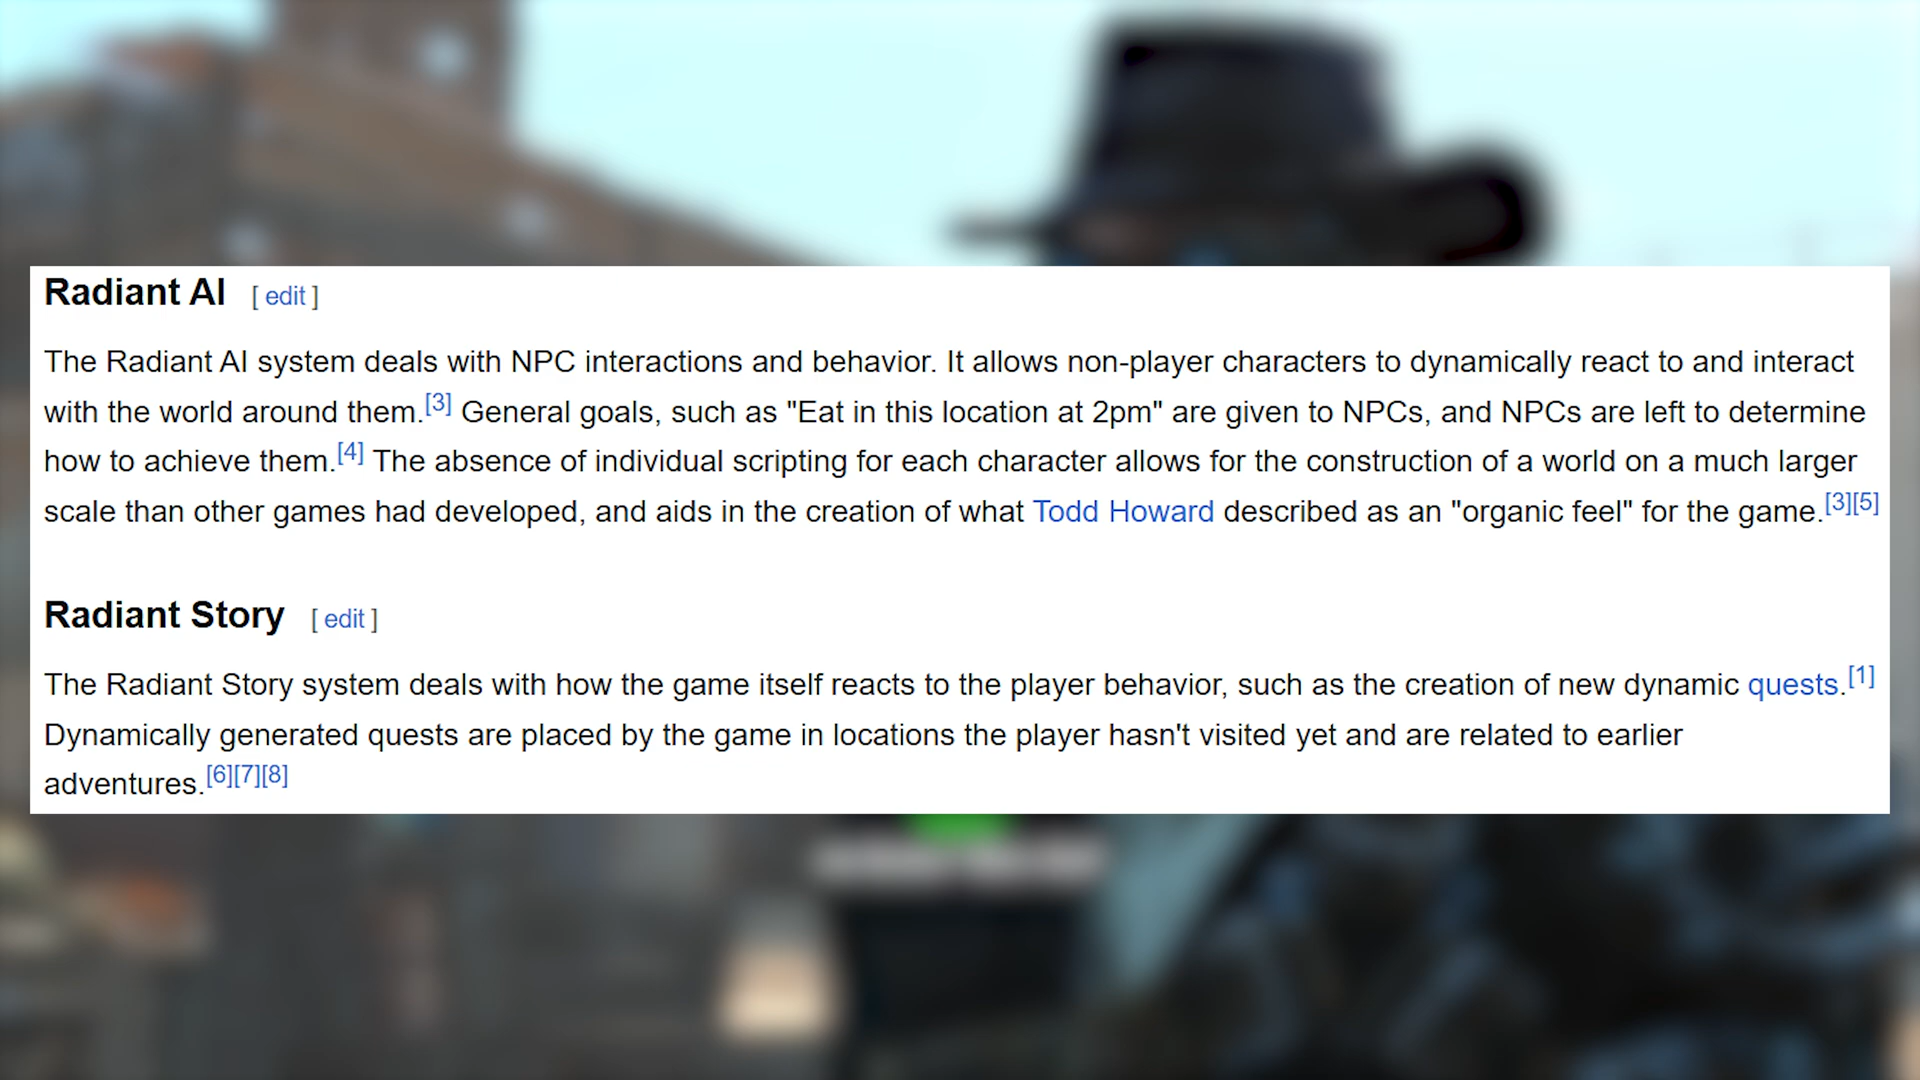 Radiant AI [ edit ]
The Radiant AI system deals with NPC interactions and behavior. It allows non-player characters to dynamically react to and interact
with the world around them.[3] General goals, such as "Eat in this location at 2pm" are given to NPCs, and NPCs are left to determine
how to achieve them.[4] The absence of individual scripting for each character allows for the construction of a world on a much larger
scale than other games had developed, and aids in the creation of what Todd Howard described as an "organic feel" for the game.[3][5]
Radiant Story [ edit ]
The Radiant Story system deals with how the game itself reacts to the player behavior, such as the creation of new dynamic quests.[1]
Dynamically generated quests are placed by the game in locations the player hasn't visited yet and are related to earlier
adventures.[6][7][8]